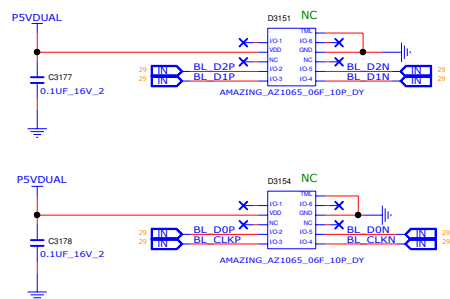 P5VDUAL
D3151 NC
TML
I/O-1 I/O-6
VDD GND
NC NC
29 IN BL_D2P I/O-2 I/O-5 BL_D2N IN 29
29 IN BL_D1P I/O-3 I/O-4 BL_D1N IN 29
C3177
0.1UF_16V_2
AMAZING_AZ1065_06F_10P_DY
P5VDUAL
D3154 NC
TML
I/O-1 I/O-6
VDD GND
NC NC
29 IN BL_D0P I/O-2 I/O-5 BL_D0N IN 29
29 IN BL_CLKP I/O-3 I/O-4 BL_CLKN IN 29
C3178
0.1UF_16V_2
AMAZING_AZ1065_06F_10P_DY